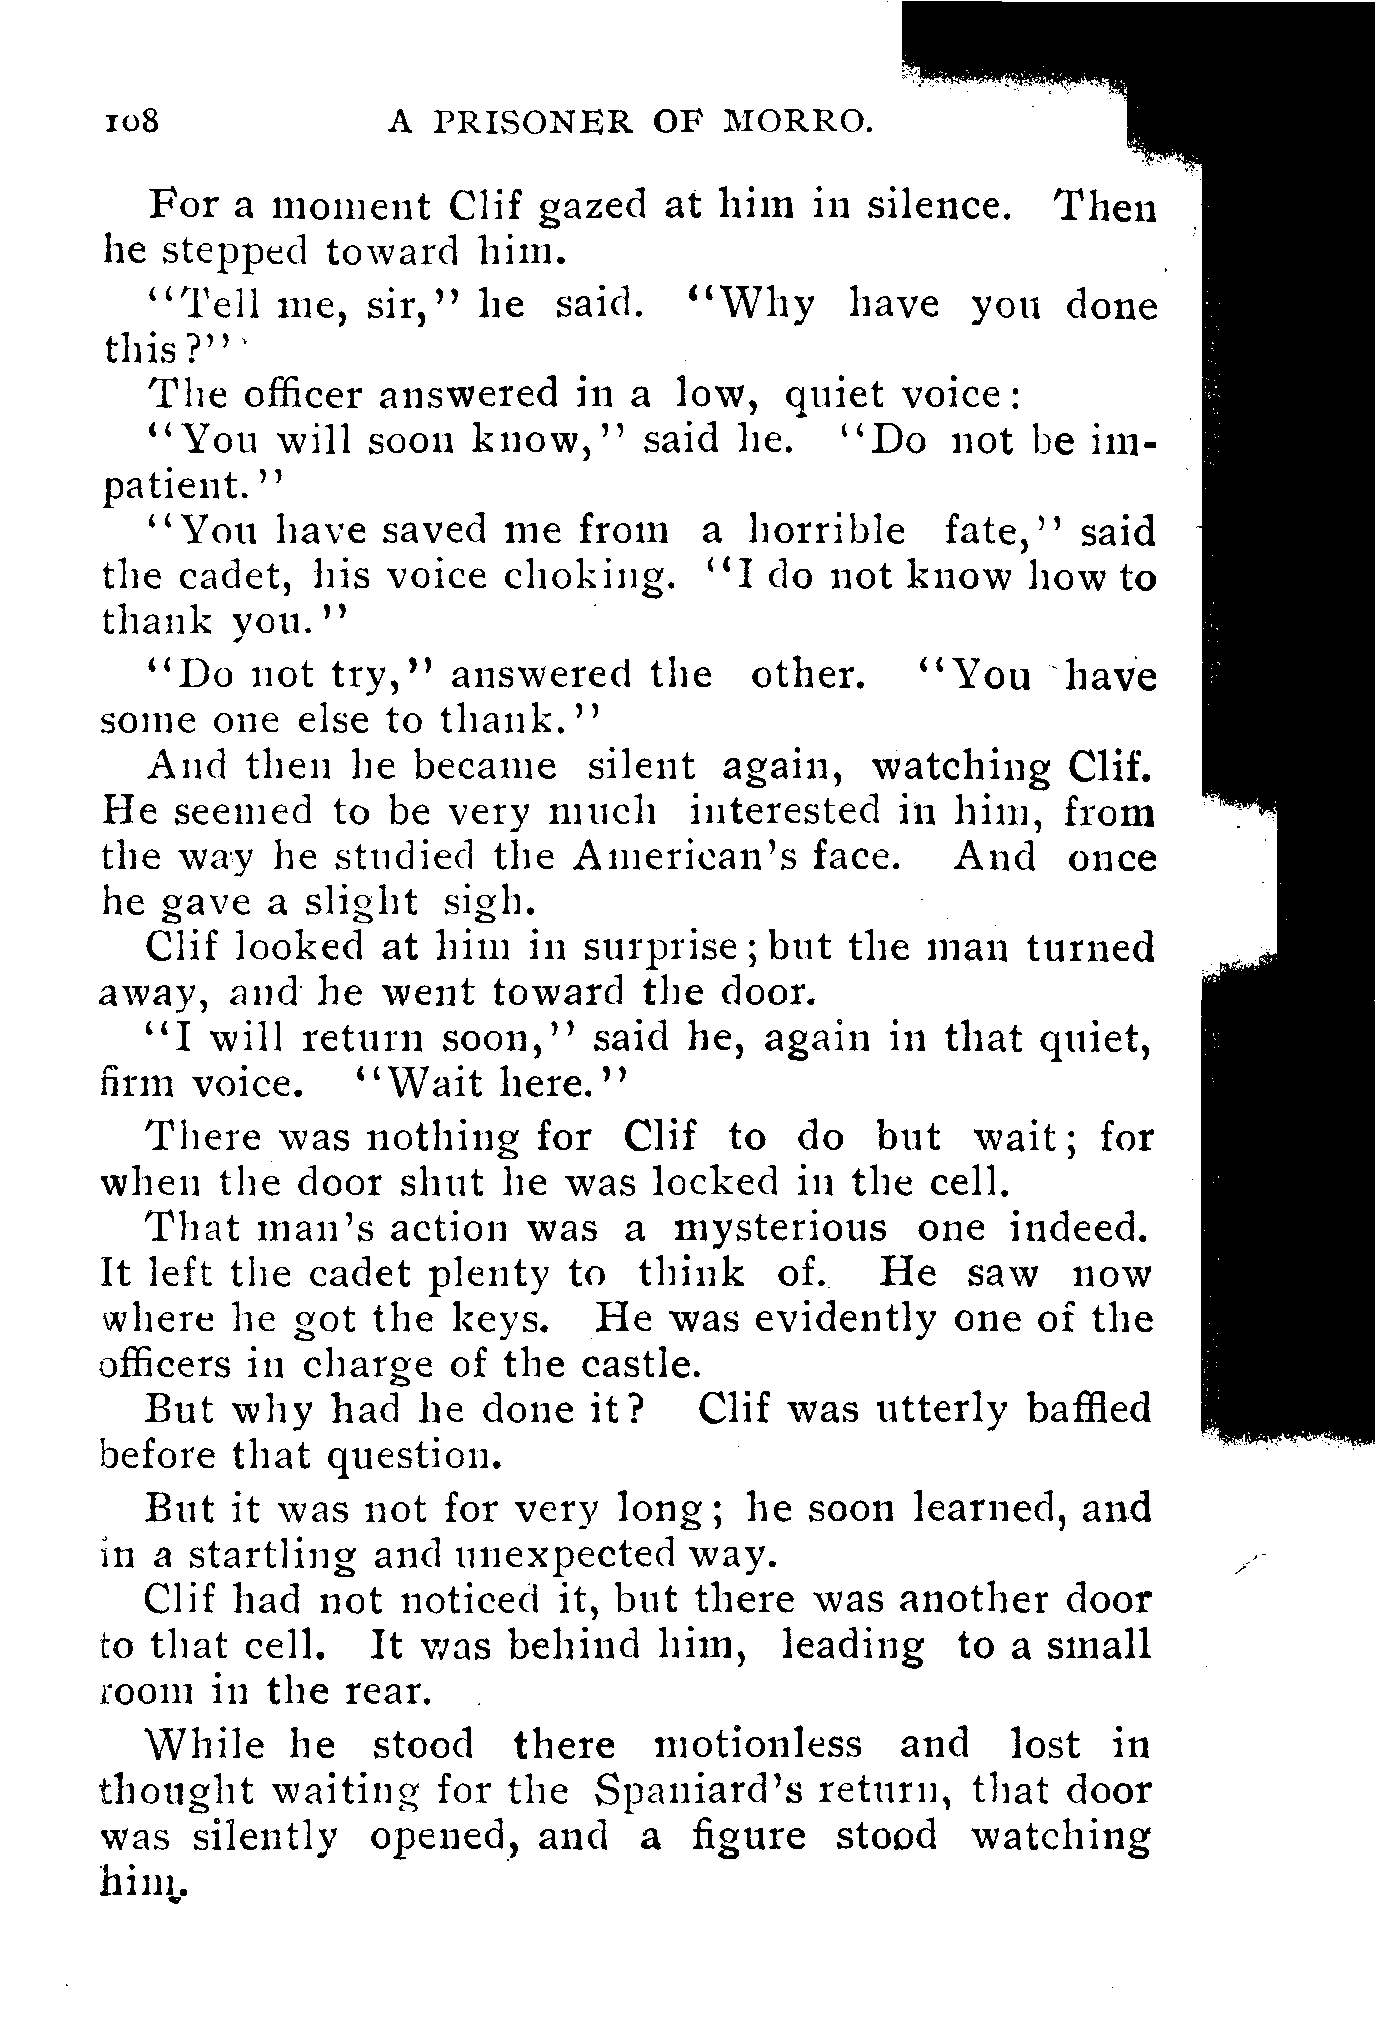 108 A PRISONER OF MORRO.
For a moment Clif gazed at him in silence. Then
he stepped toward him.
"Tell me, sir," he said. "Why have you done
this?"
The officer answered in a low, quiet voice:
"You will soon know," said he. "Do not be im-
patient."
"You have saved me from a horrible fate," said
the cadet, his voice choking. "I do not know how to
thank you."
"Do not try," answered the other. "You have
some one else to thank."
And then he became silent again, watching Clif.
He seemed to be very much interested in him, from
the way he studied the American's face. And once
he gave a slight sigh.
Clif looked at him in surprise; but the man turned
away, and he went toward the door.
"I will return soon," said he, again in that quiet,
firm voice. "Wait here."
There was nothing for Clif to do but wait; for
when the door shut he was locked in the cell.
That man's action was a mysterious one indeed.
It left the cadet plenty to think of. He saw now
where he got the keys. He was evidently one of the
officers in charge of the castle.
But why had he done it? Clif was utterly baffled
before that question.
But it was not for very long; he soon learned, and
in a startling and unexpected way.
Clif had not noticed it, but there was another door
to that cell. It was behind him, leading to a small
room in the rear.
While he stood there motionless and lost in
thought waiting for the Spaniard's return, that door
was silently opened, and a figure stood watching
him.